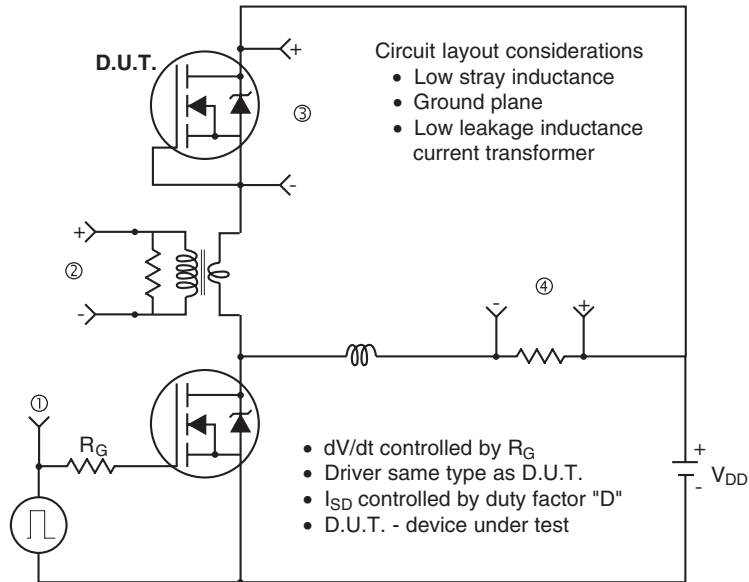 D.U.T.
+
Circuit layout considerations
• Low stray inductance
③
• Ground plane
• Low leakage inductance
current transformer
-
+
②
-
④
-
+
①
RG
• dV/dt controlled by RG
• Driver same type as D.U.T.
• ISD controlled by duty factor "D"
• D.U.T. - device under test
+
VDD
-